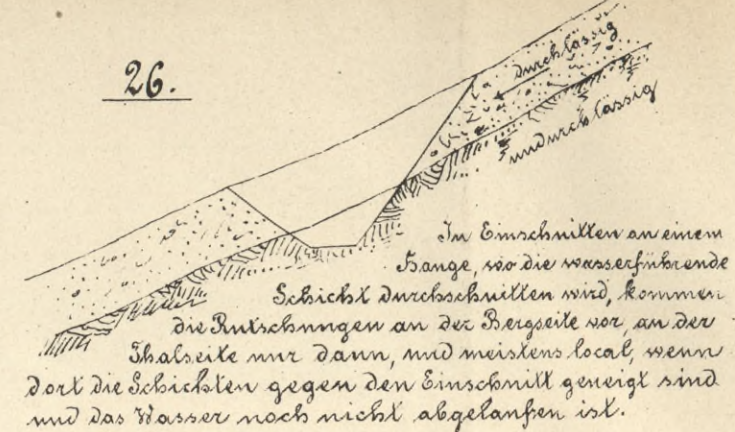 26.
durchlässig
undurchlässig
In Einschnitten an einem
Hange, wo die wasserführende
Schicht durchschnitten wird, kommen
die Rutschungen an der Bergseite vor, an der
Thalseite nur dann, und meistens local, wenn
dort die Schichten gegen den Einschnitt geneigt sind
und das Wasser noch nicht abgelaufen ist.